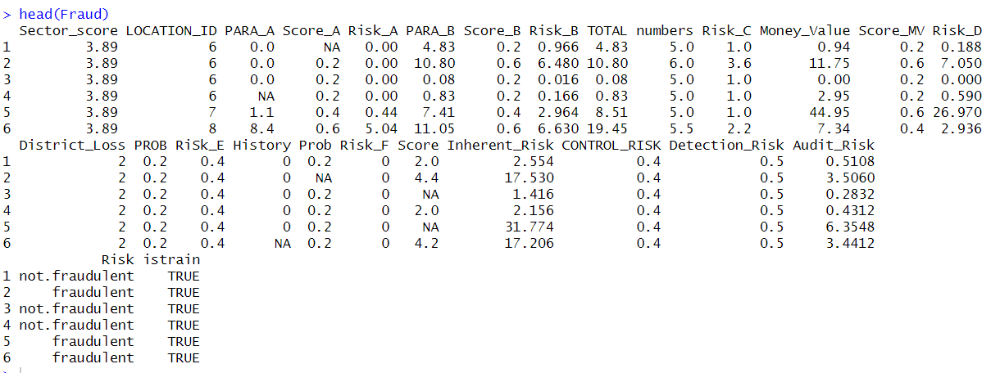 > head(Fraud)
Sector_score LOCATION_ID PARA_A Score_A Risk_A PARA_B Score_B Risk_B TOTAL numbers Risk_C Money_Value Score_MV Risk_D
1 3.89 6 0.0 NA 0.00 4.83 0.2 0.966 4.83 5.0 1.0 0.94 0.2 0.188
2 3.89 6 0.0 0.2 0.00 10.80 0.6 6.480 10.80 6.0 3.6 11.75 0.6 7.050
3 3.89 6 0.0 0.2 0.00 0.08 0.2 0.016 0.08 5.0 1.0 0.00 0.2 0.000
4 3.89 6 NA 0.2 0.00 0.83 0.2 0.166 0.83 5.0 1.0 2.95 0.2 0.590
5 3.89 7 1.1 0.4 0.44 7.41 0.4 2.964 8.51 5.0 1.0 44.95 0.6 26.970
6 3.89 8 8.4 0.6 5.04 11.05 0.6 6.630 19.45 5.5 2.2 7.34 0.4 2.936
District_Loss PROB RiSk_E History Prob Risk_F Score Inherent_Risk CONTROL_RISK Detection_Risk Audit_Risk
1 2 0.2 0.4 0 0.2 0 2.0 2.554 0.4 0.5 0.5108
2 2 0.2 0.4 0 NA 0 4.4 17.530 0.4 0.5 3.5060
3 2 0.2 0.4 0 0.2 0 NA 1.416 0.4 0.5 0.2832
4 2 0.2 0.4 0 0.2 0 2.0 2.156 0.4 0.5 0.4312
5 2 0.2 0.4 0 0.2 0 NA 31.774 0.4 0.5 6.3548
6 2 0.2 0.4 NA 0.2 0 4.2 17.206 0.4 0.5 3.4412
Risk istrain
1 not.fraudulent TRUE
2 fraudulent TRUE
3 not.fraudulent TRUE
4 not.fraudulent TRUE
5 fraudulent TRUE
6 fraudulent TRUE